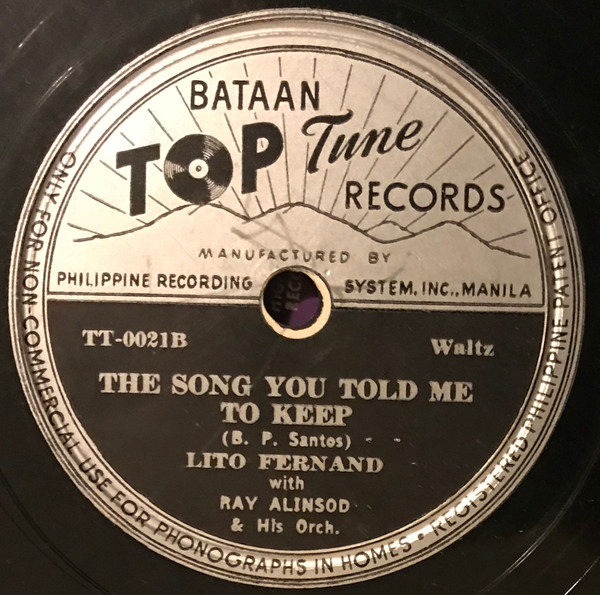 BATAAN
TOP Tune
RECORDS
MANUFACTURED BY
PHILIPPINE RECORDING SYSTEM, INC., MANILA
TT-0021B Waltz
THE SONG YOU TOLD ME
TO KEEP
(B. P. Santos)
LITO FERNAND
with
RAY ALINSOD
& His Orch.
ONLY FOR NON-COMMERCIAL USE FOR PHONOGRAPHS IN HOMES • REGISTERED PHILIPPINE PATENT OFFICE